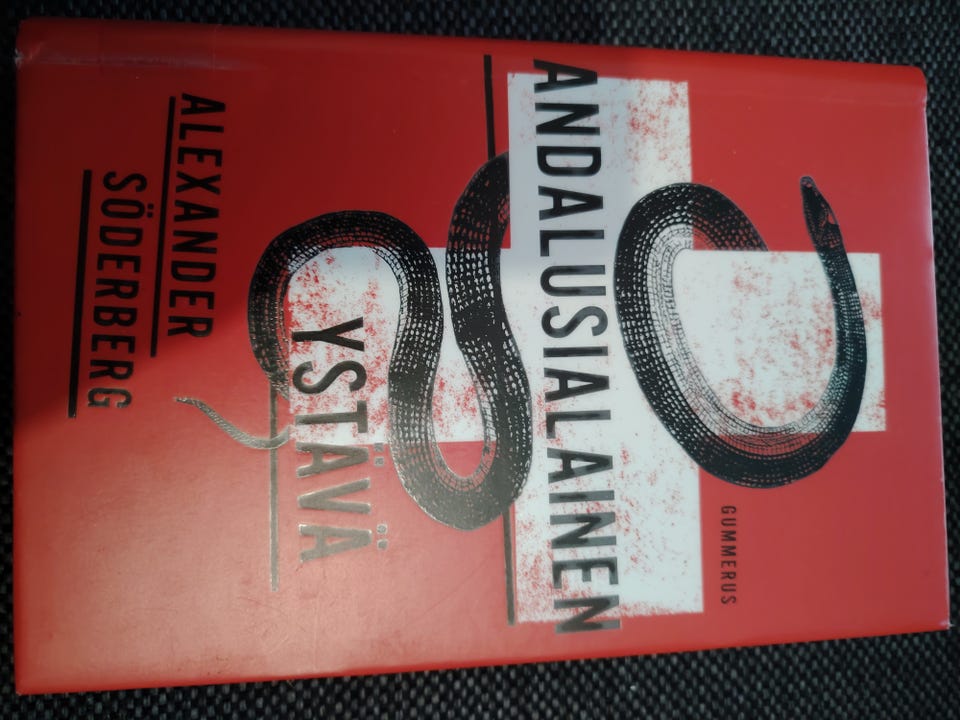 GUMMERUS
ANDALUSIALAINEN
YSTÄVÄ
ALEXANDER
SÖDERBERG